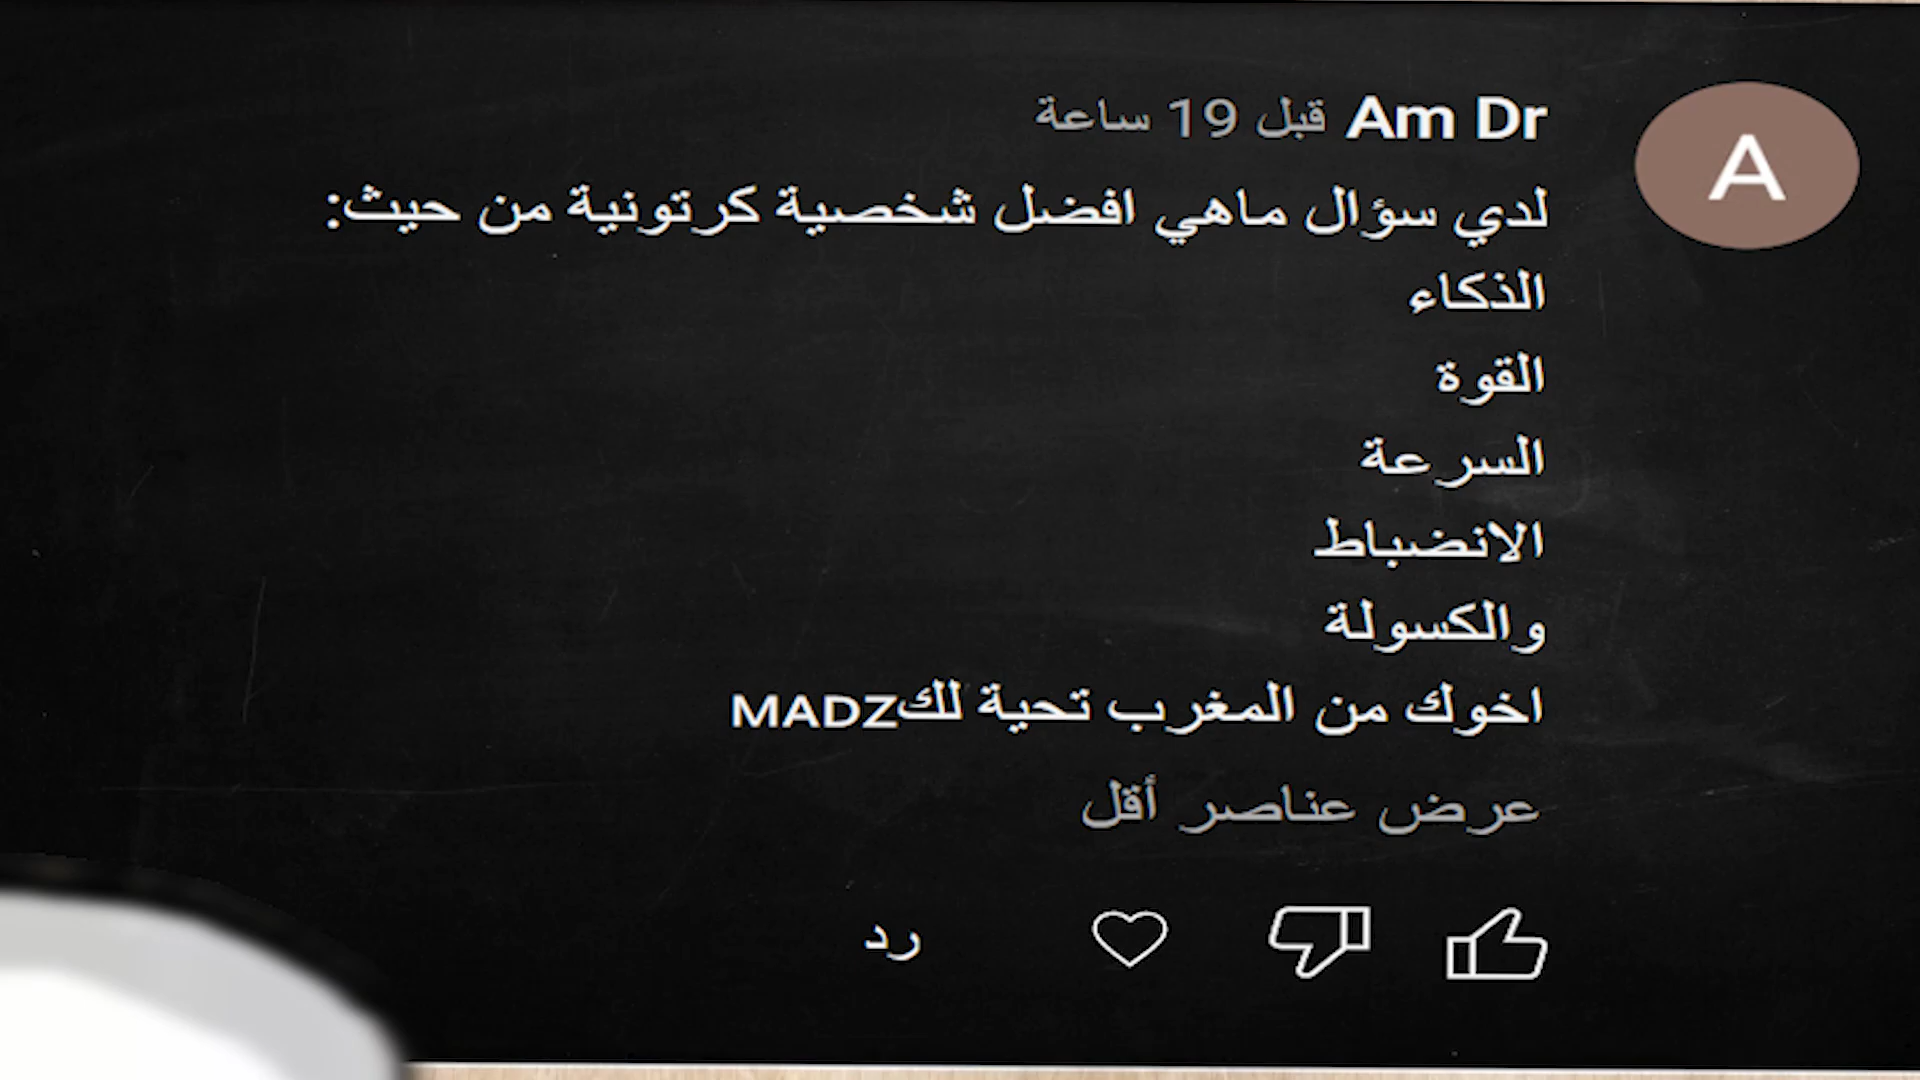 A
Am Dr قبل 19 ساعة
لدي سؤال ماهي افضل شخصية كرتونية من حيث:
الذكاء
القوة
السرعة
الانضباط
والكسولة
اخوك من المغرب تحية لكMADZ
عرض عناصر أقل
رد